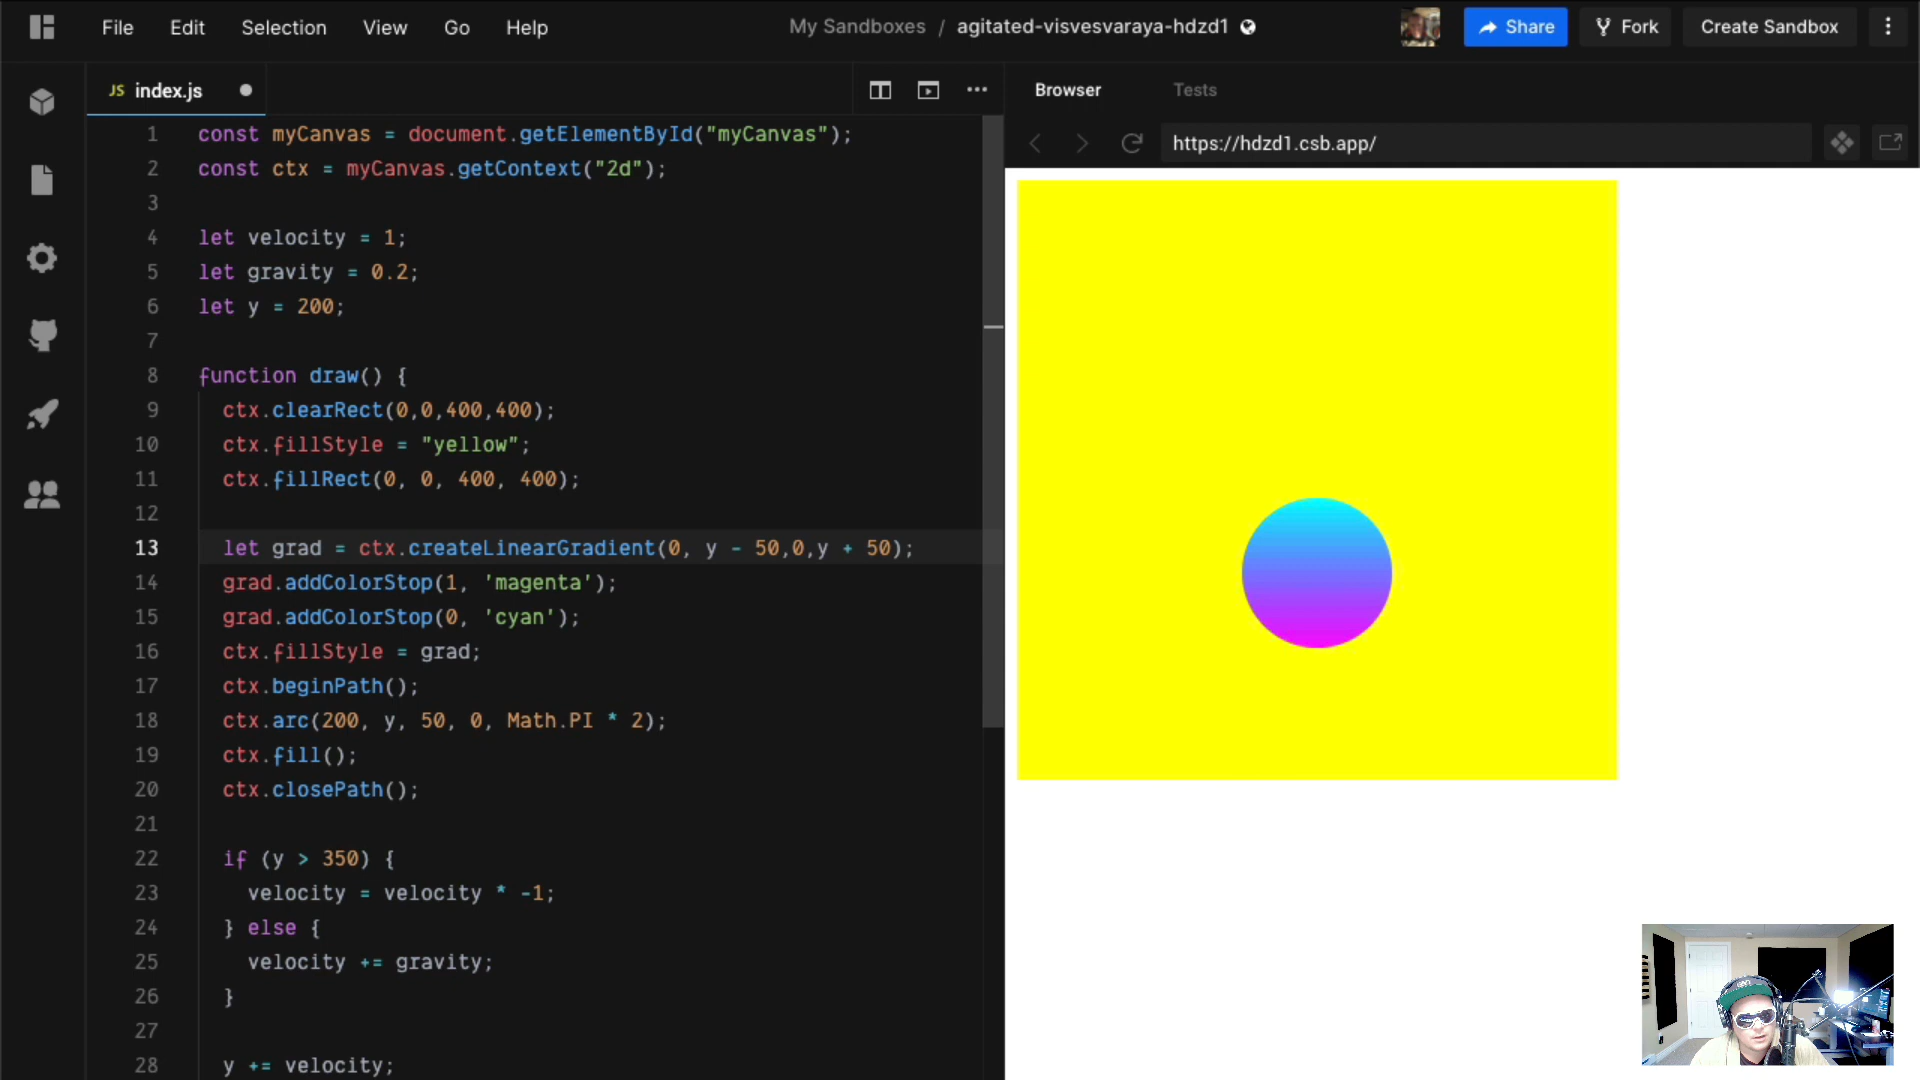 File Edit Selection View Go Help My Sandboxes / agitated-visvesvaraya-hdzd1 Share Fork Create Sandbox
JS index.js
Browser Tests
https://hdzd1.csb.app/
1 const myCanvas = document.getElementById("myCanvas");
2 const ctx = myCanvas.getContext("2d");
3
4 let velocity = 1;
5 let gravity = 0.2;
6 let y = 200;
7
8 function draw() {
9 ctx.clearRect(0,0,400,400);
10 ctx.fillStyle = "yellow";
11 ctx.fillRect(0, 0, 400, 400);
12
13 let grad = ctx.createLinearGradient(0, y - 50,0,y + 50);
14 grad.addColorStop(1, 'magenta');
15 grad.addColorStop(0, 'cyan');
16 ctx.fillStyle = grad;
17 ctx.beginPath();
18 ctx.arc(200, y, 50, 0, Math.PI * 2);
19 ctx.fill();
20 ctx.closePath();
21
22 if (y > 350) {
23 velocity = velocity * -1;
24 } else {
25 velocity += gravity;
26 }
27
28 y += velocity;